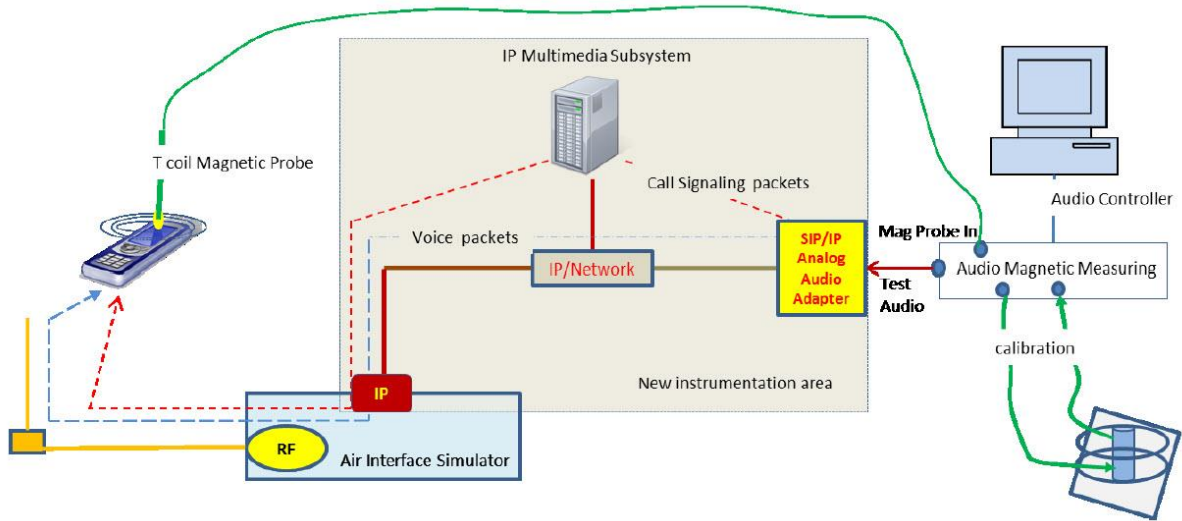 IP Multimedia Subsystem
T coil Magnetic Probe
Call Signaling packets
Audio Controller
Voice packets
SIP/IP
Analog
Audio
Adapter
Mag Probe In
IP/Network
Audio Magnetic Measuring
Test
Audio
calibration
New instrumentation area
IP
RF
Air Interface Simulator